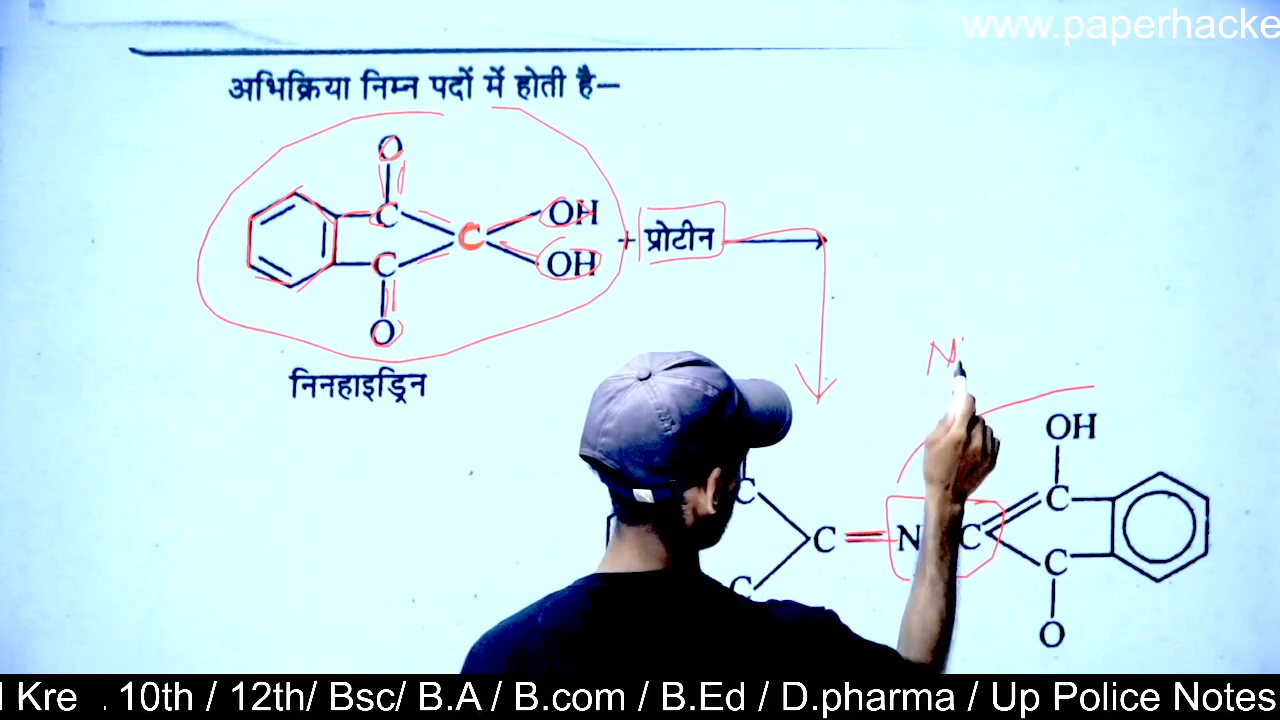 www.paperhacke
अभिक्रिया निम्न पदों में होती है—
O
C
OH
C
+ प्रोटीन
OH
C
O
निनहाइड्रिन
Ni
OH
C
C
C = N
C
C
C
O
l Kre . 10th / 12th/ Bsc/ B.A / B.com / B.Ed / D.pharma / Up Police Notes